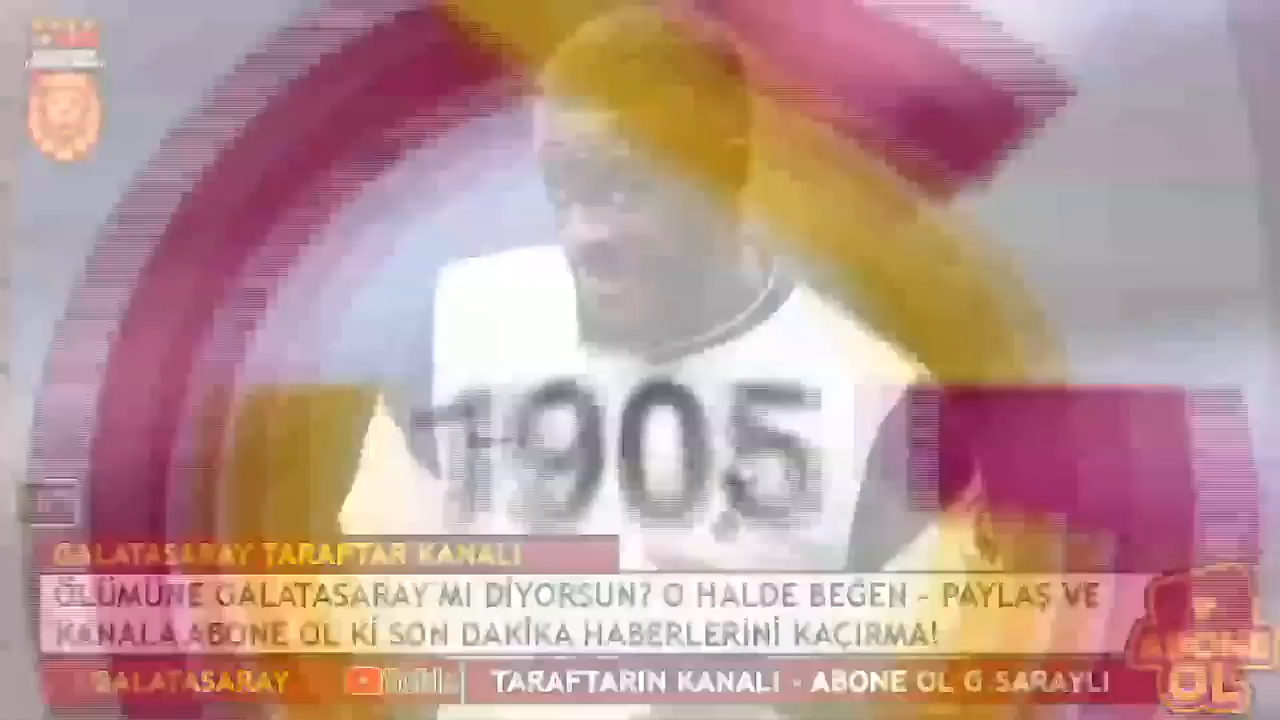 1905
GALATASARAY TARAFTAR KANALI
ÖLÜMÜNE GALATASARAY MI DİYORSUN? O HALDE BEĞEN - PAYLAŞ VE
KANALA ABONE OL Kİ SON DAKİKA HABERLERİNİ KAÇIRMA!
GALATASARAY YouTube TARAFTARIN KANALI - ABONE OL G.SARAYLI
ABONE
OL